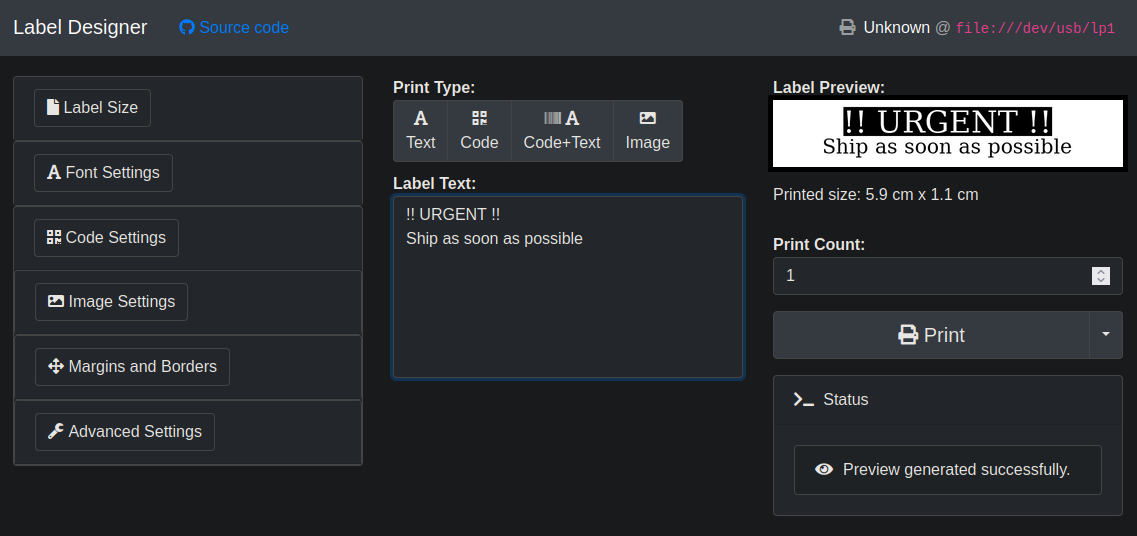 Label Designer
Source code
Unknown @ file:///dev/usb/lp1
Label Size
Font Settings
Code Settings
Image Settings
Margins and Borders
Advanced Settings
Print Type:
Text
Code
Code+Text
Image
Label Text:
!! URGENT !!
Ship as soon as possible
Label Preview:
!! URGENT !!
Ship as soon as possible
Printed size: 5.9 cm x 1.1 cm
Print Count:
1
Print
Status
Preview generated successfully.